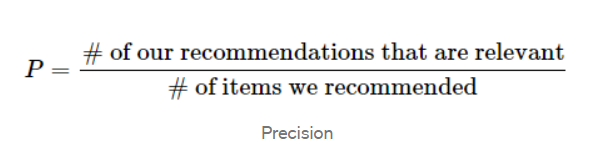 P = # of our recommendations that are relevant
# of items we recommended
Precision